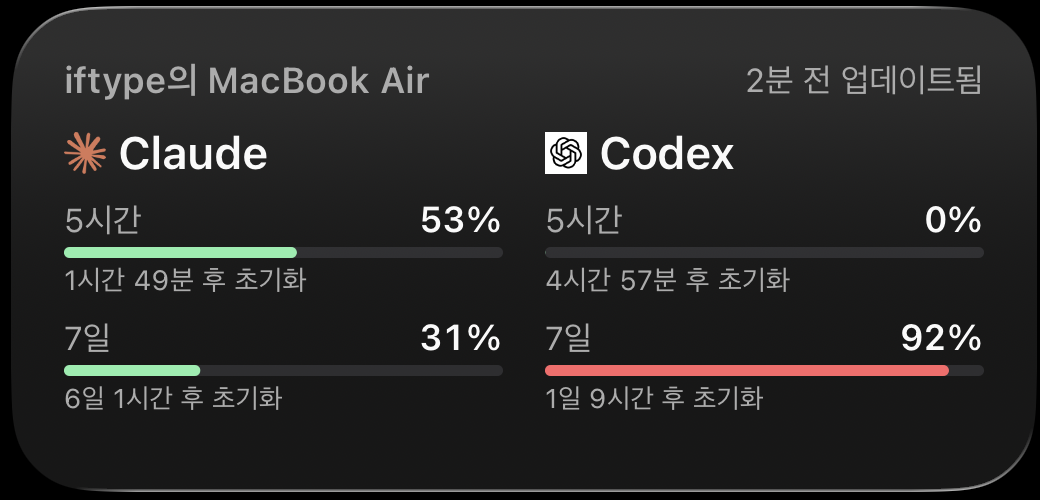 iftype의 MacBook Air
2분 전 업데이트됨
Claude
5시간 53%
1시간 49분 후 초기화
7일 31%
6일 1시간 후 초기화
Codex
5시간 0%
4시간 57분 후 초기화
7일 92%
1일 9시간 후 초기화